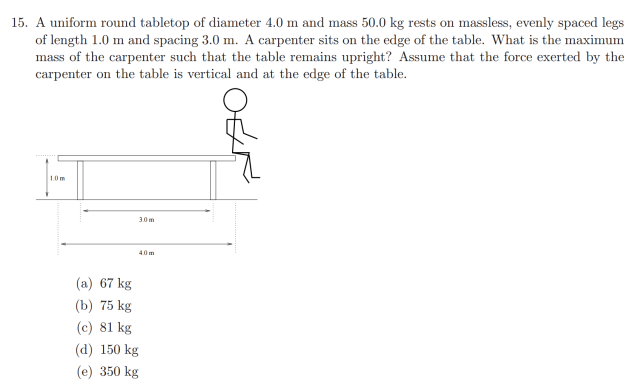 15. A uniform round tabletop of diameter 4.0 m and mass 50.0 kg rests on massless, evenly spaced legs
of length 1.0 m and spacing 3.0 m. A carpenter sits on the edge of the table. What is the maximum
mass of the carpenter such that the table remains upright? Assume that the force exerted by the
carpenter on the table is vertical and at the edge of the table.
1.0 m
3.0 m
4.0 m
(a) 67 kg
(b) 75 kg
(c) 81 kg
(d) 150 kg
(e) 350 kg